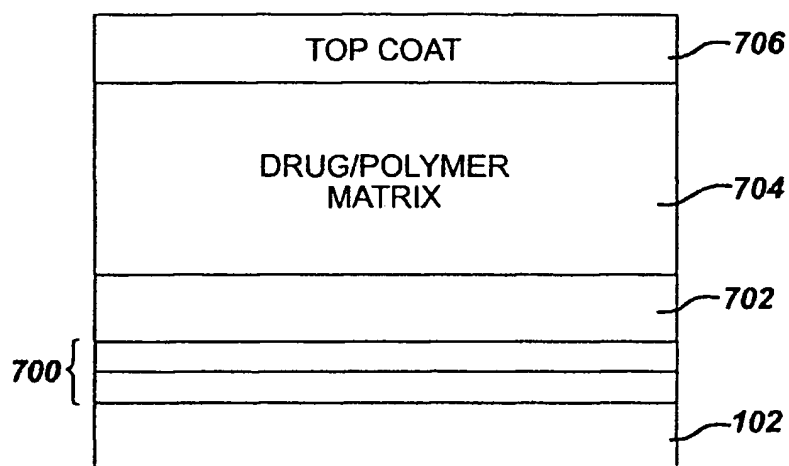 TOP COAT
706
DRUG/POLYMER
MATRIX
704
702
700
102